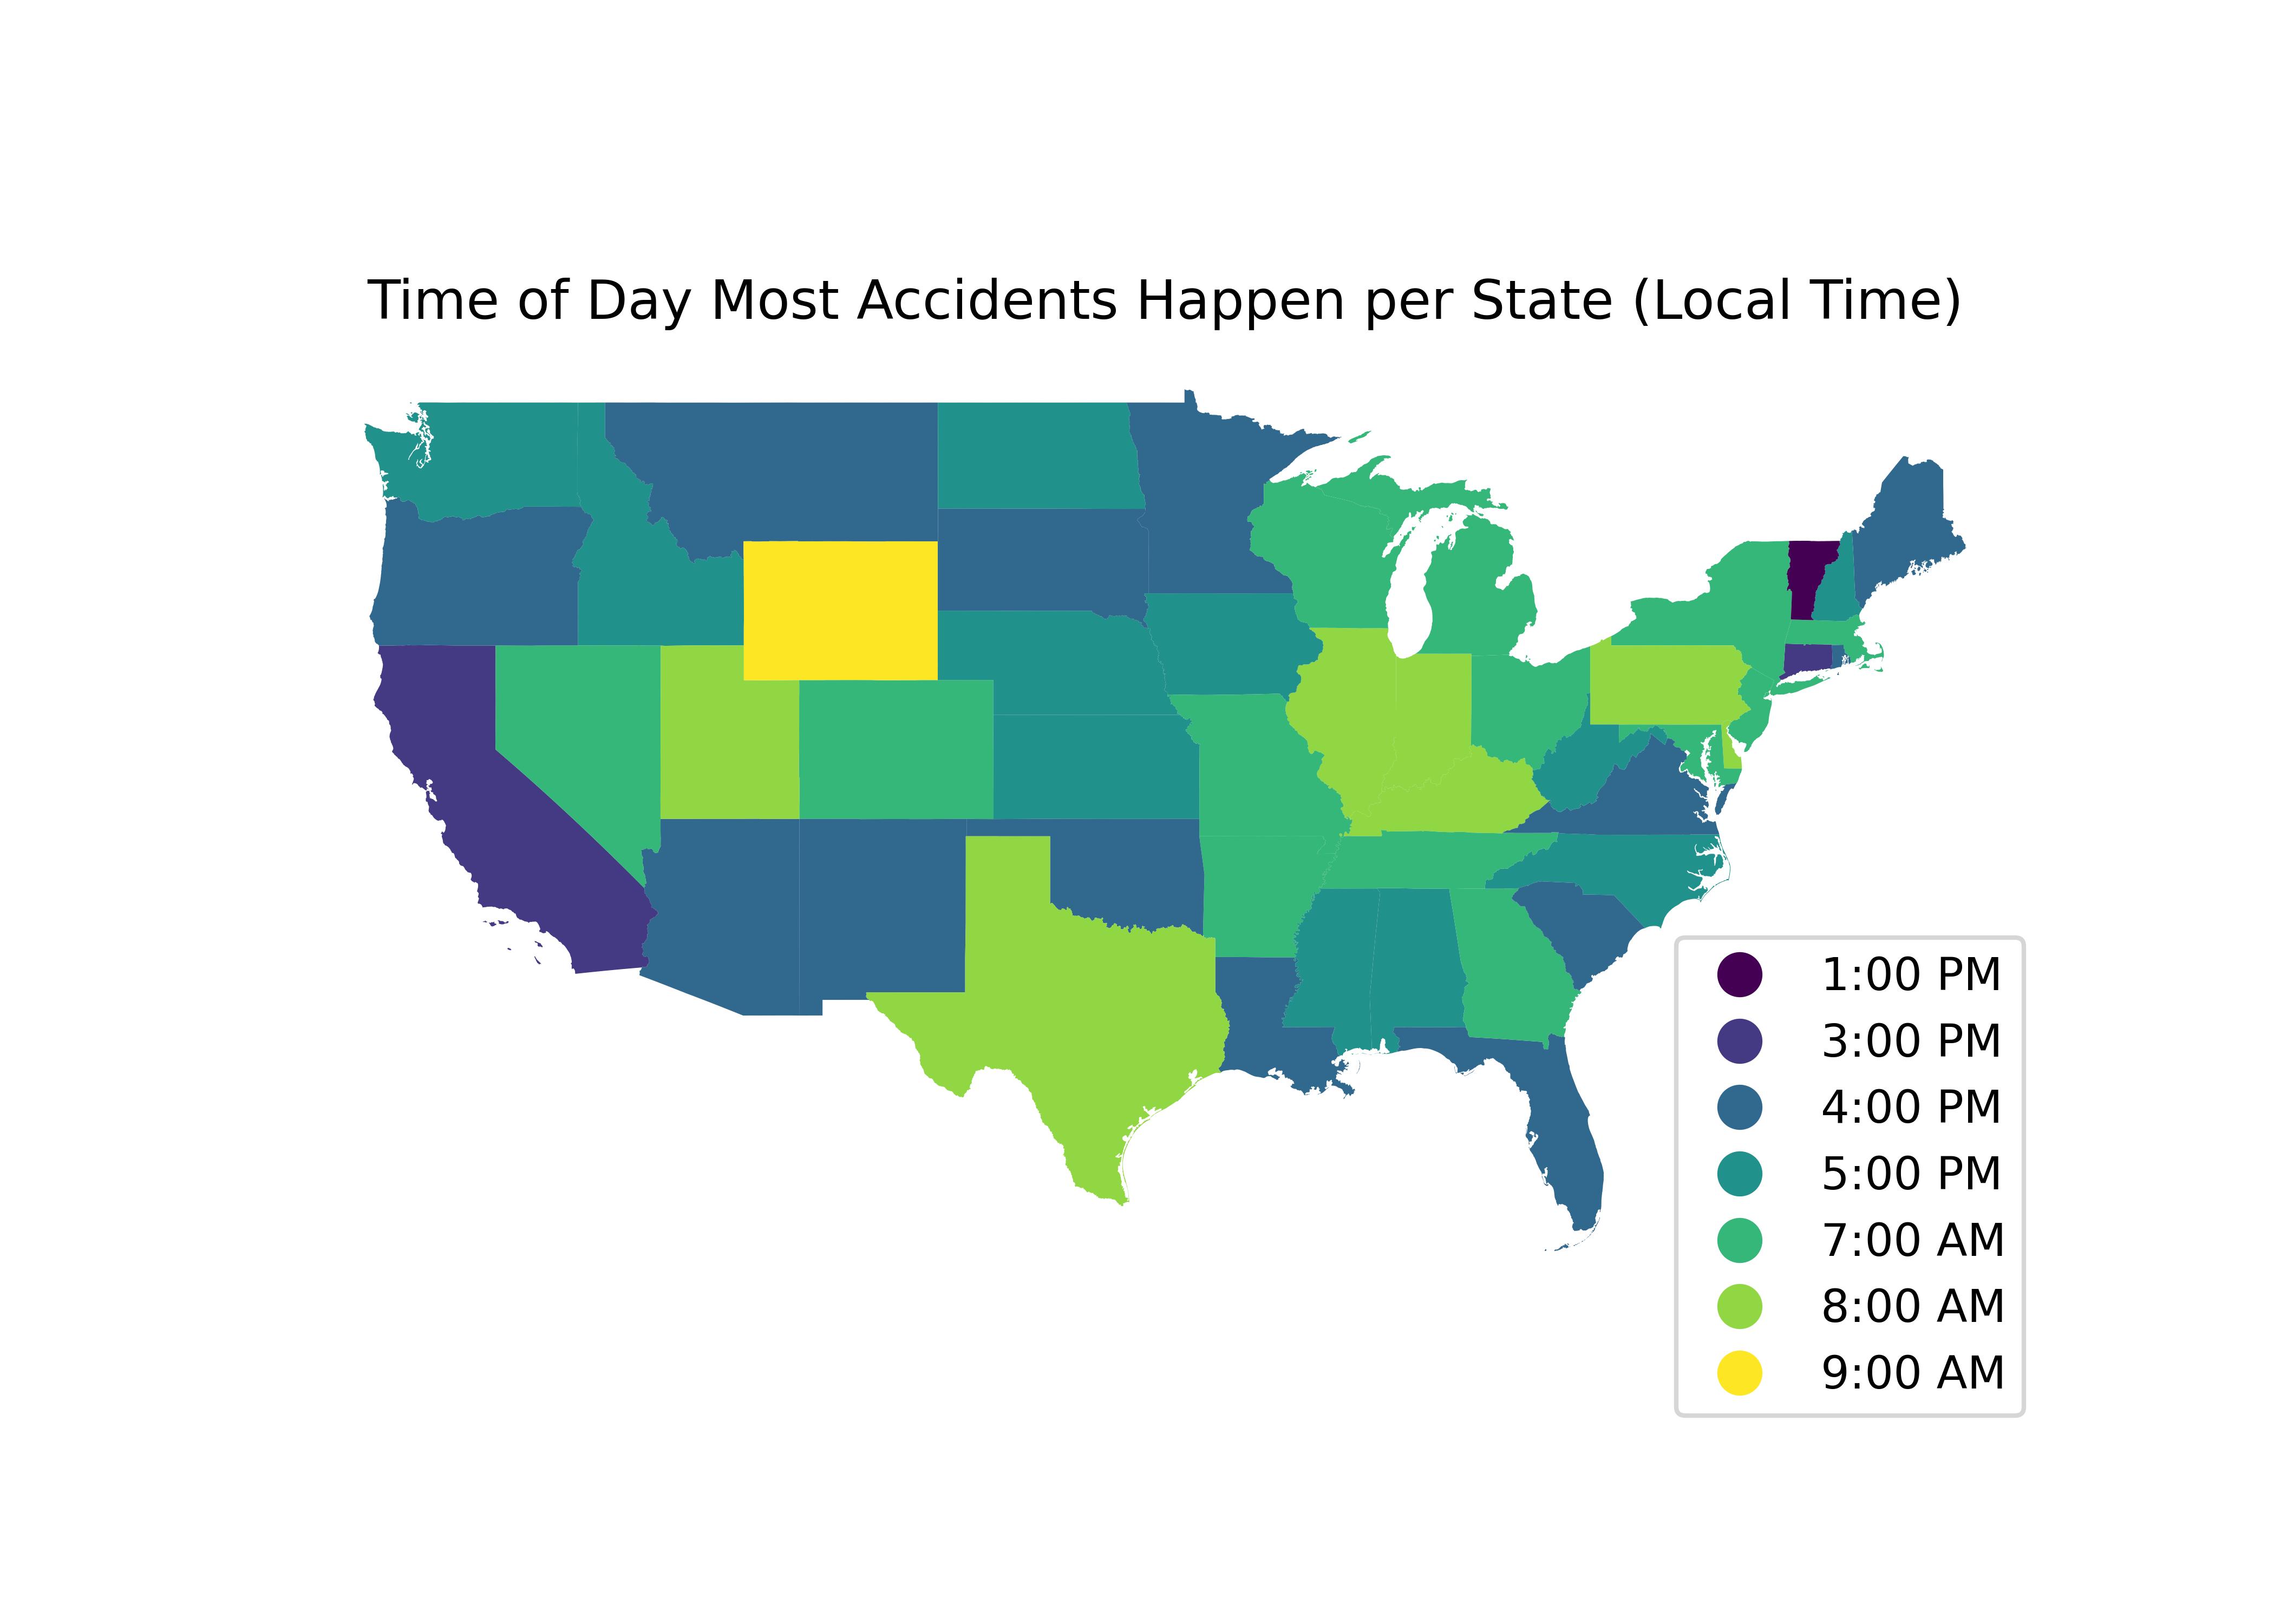 Time of Day Most Accidents Happen per State (Local Time)
1:00 PM
3:00 PM
4:00 PM
5:00 PM
7:00 AM
8:00 AM
9:00 AM